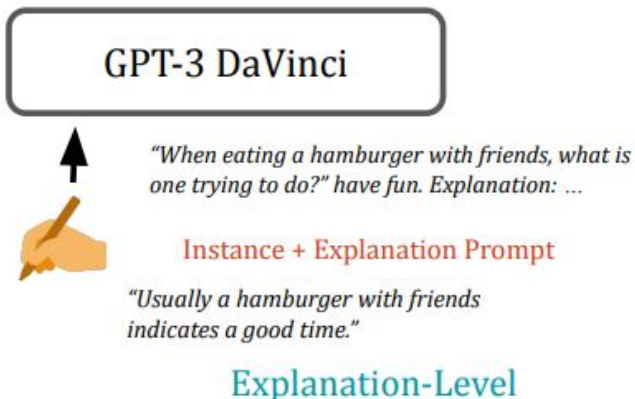 GPT-3 DaVinci
“When eating a hamburger with friends, what is
one trying to do?” have fun. Explanation: ...
Instance + Explanation Prompt
“Usually a hamburger with friends
indicates a good time.”
Explanation-Level